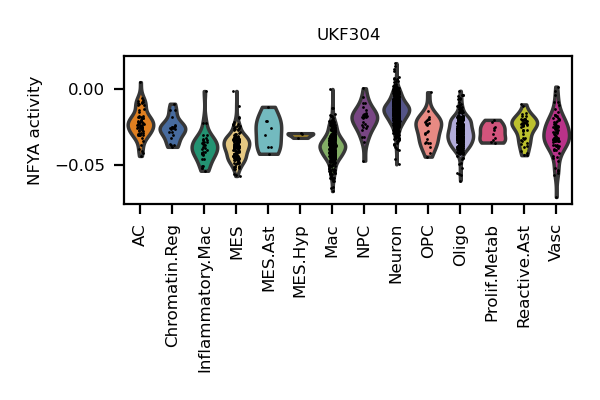 UKF304
NFYA activity
0.00
−0.05
AC
Chromatin.Reg
Inflammatory.Mac
MES
MES.Ast
MES.Hyp
Mac
NPC
Neuron
OPC
Oligo
Prolif.Metab
Reactive.Ast
Vasc